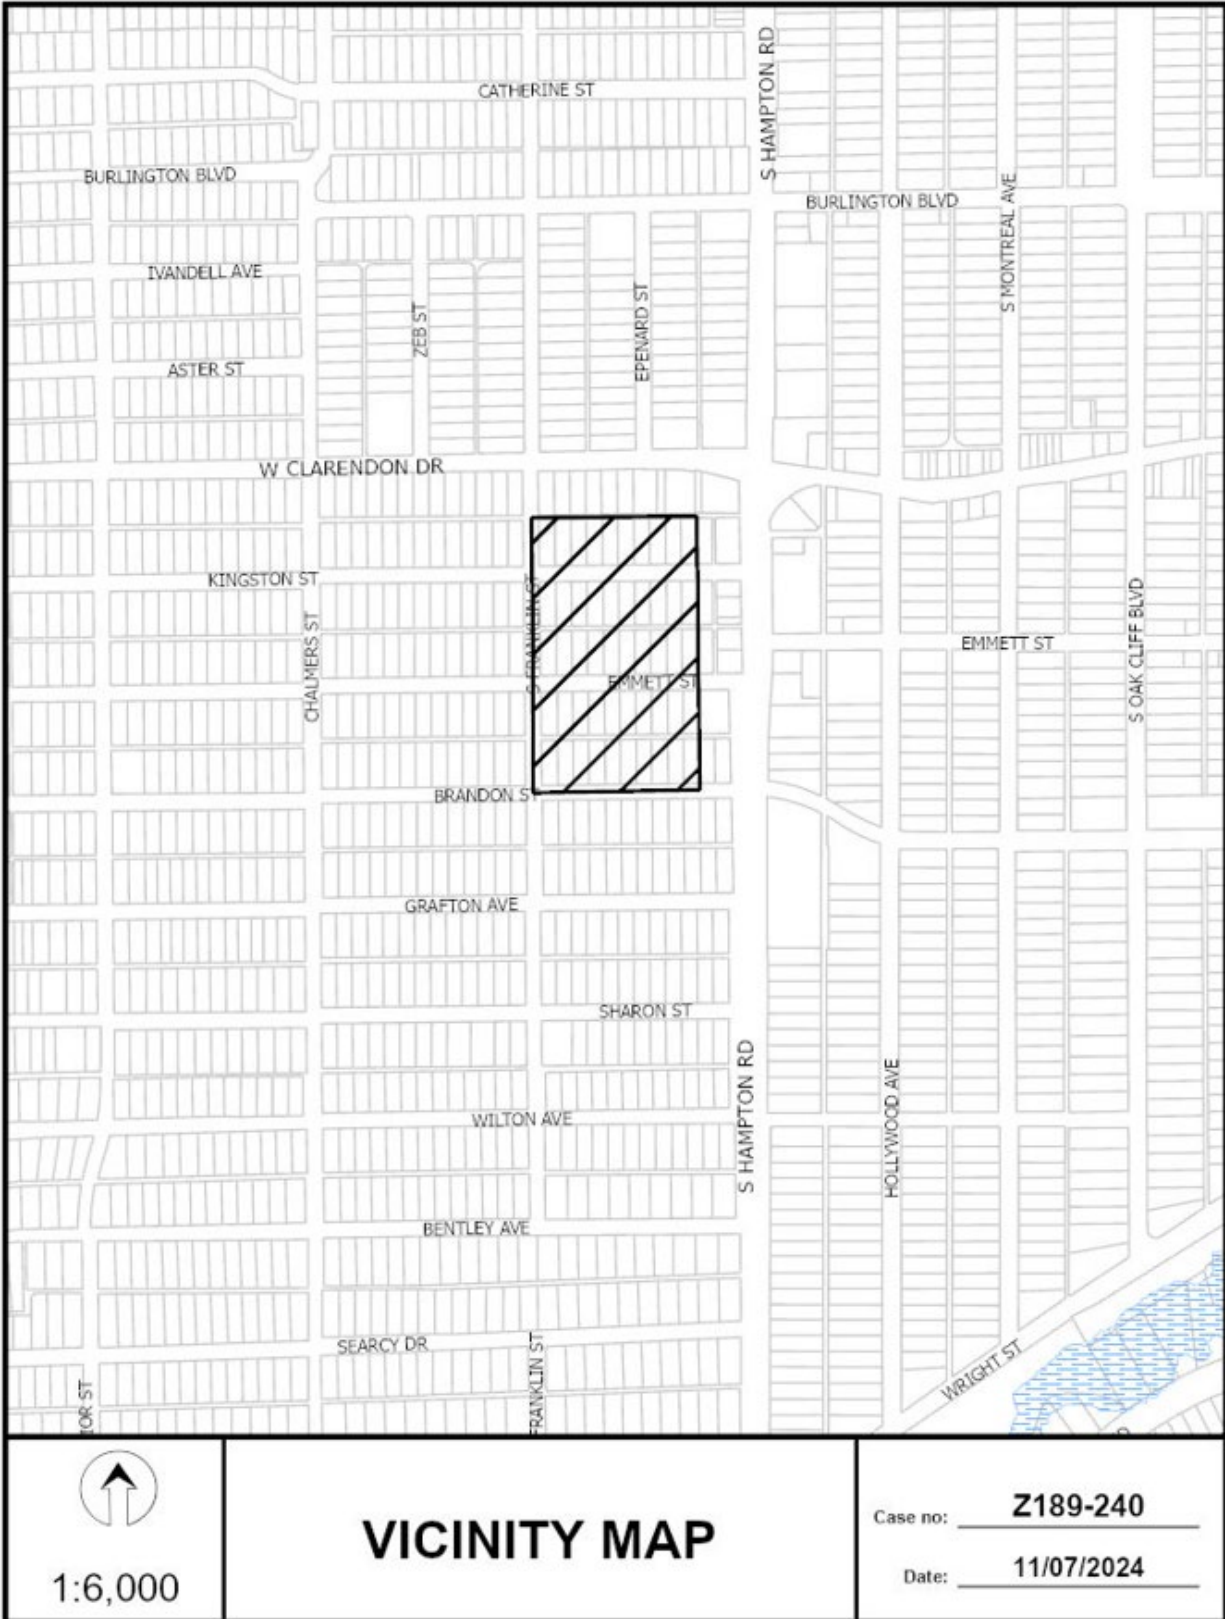 CATHERINE ST
S HAMPTON RD
BURLINGTON BLVD
BURLINGTON BLVD
S MONTREAL AVE
IVANDELL AVE
ZEB ST
EPENARD ST
ASTER ST
W CLARENDON DR
KINGSTON ST
S FRANKLIN ST
CHALMERS ST
EMMETT ST
S OAK CLIFF BLVD
EMMETT ST
BRANDON ST
GRAFTON AVE
SHARON ST
S HAMPTON RD
HOLLYWOOD AVE
WILTON AVE
BENTLEY AVE
SEARCY DR
FRANKLIN ST
WRIGHT ST
VICINITY MAP
1:6,000
Case no: Z189-240
Date: 11/07/2024